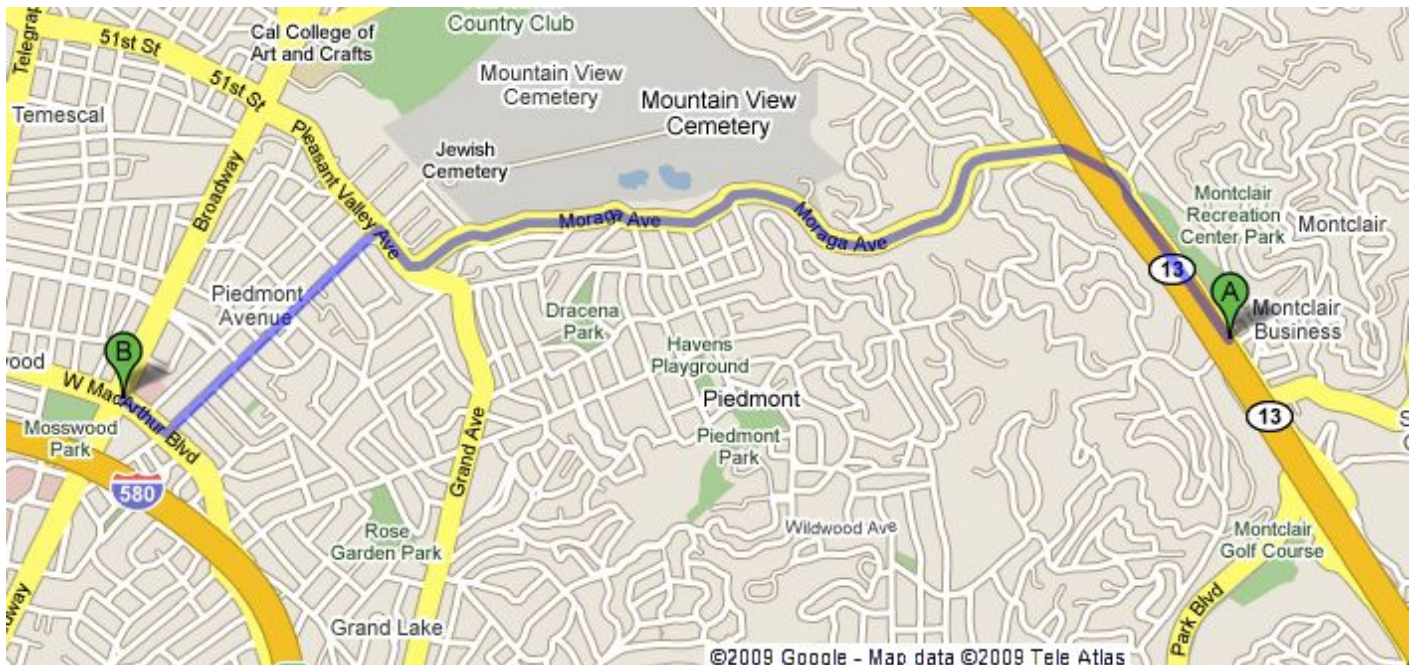 Telegrap
51st St
51st St
Cal College of
Art and Crafts
Country Club
Mountain View
Cemetery
Mountain View
Cemetery
Temescal
Jewish
Cemetery
Pleasant Valley Ave
Broadway
Moraga Ave
Moraga Ave
Montclair
Recreation
Center Park
Montclair
13
A
Montclair
Business
Piedmont
Avenue
Dracena
Park
Havens
Playground
B
wood
W MacArthur Blvd
Mosswood
Park
Piedmont
Piedmont
Park
13
S
580
Grand Ave
Rose
Garden Park
Wildwood Ave
Montclair
Golf Course
Park Blvd
dway
Grand Lake
©2009 Google - Map data ©2009 Tele Atlas